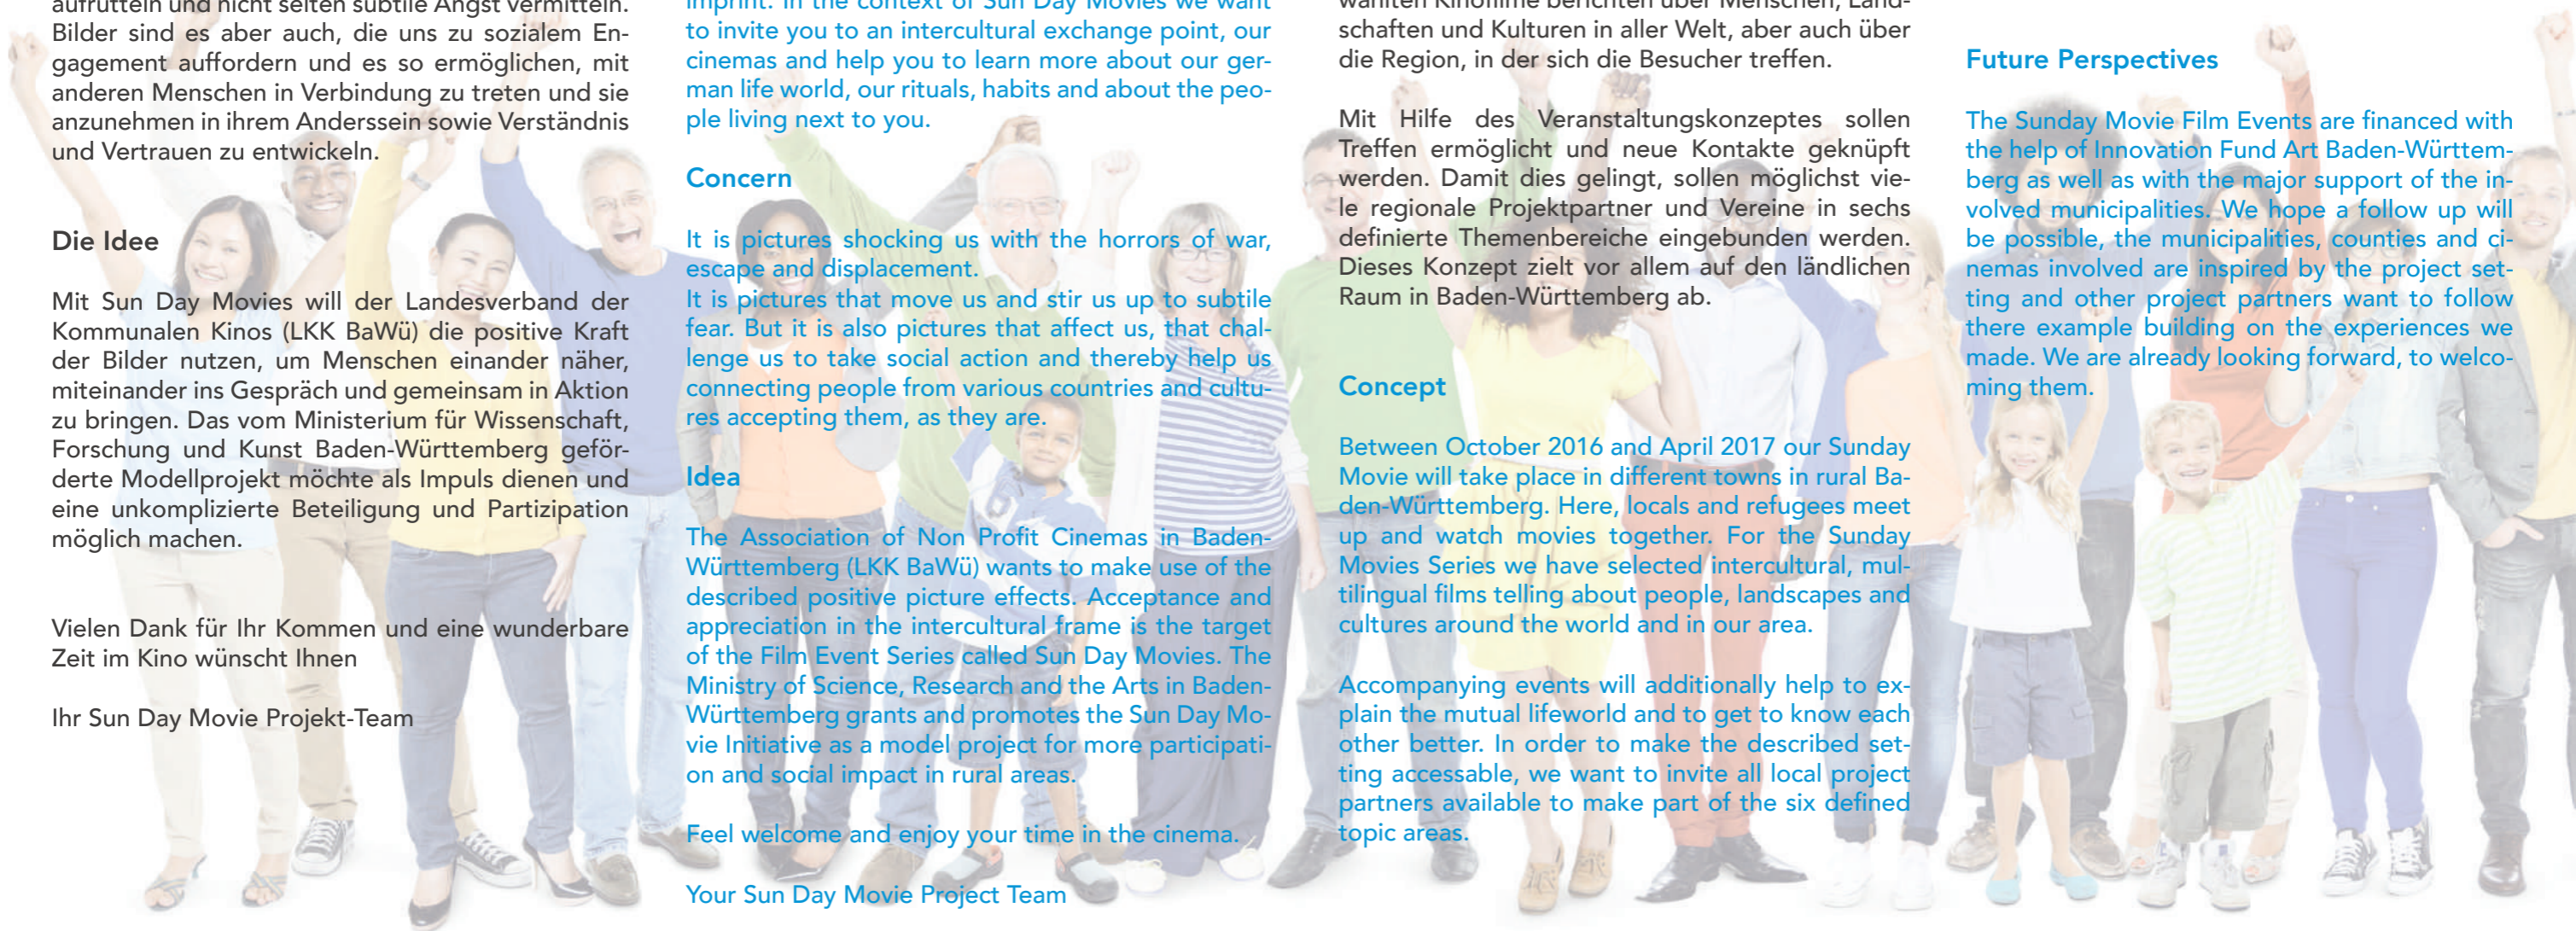 aufrütteln und nicht selten subtile Angst vermitteln.
Bilder sind es aber auch, die uns zu sozialem En-
gagement auffordern und es so ermöglichen, mit
anderen Menschen in Verbindung zu treten und sie
anzunehmen in ihrem Anderssein sowie Verständnis
und Vertrauen zu entwickeln.
Die Idee
Mit Sun Day Movies will der Landesverband der
Kommunalen Kinos (LKK BaWü) die positive Kraft
der Bilder nutzen, um Menschen einander näher,
miteinander ins Gespräch und gemeinsam in Aktion
zu bringen. Das vom Ministerium für Wissenschaft,
Forschung und Kunst Baden-Württemberg geför-
derte Modellprojekt möchte als Impuls dienen und
eine unkomplizierte Beteiligung und Partizipation
möglich machen.
Vielen Dank für Ihr Kommen und eine wunderbare
Zeit im Kino wünscht Ihnen
Ihr Sun Day Movie Projekt-Team
imprint. In the context of Sun Day Movies we want
to invite you to an intercultural exchange point, our
cinemas and help you to learn more about our ger-
man life world, our rituals, habits and about the peo-
ple living next to you.
Concern
It is pictures shocking us with the horrors of war,
escape and displacement.
It is pictures that move us and stir us up to subtile
fear. But it is also pictures that affect us, that chal-
lenge us to take social action and thereby help us
connecting people from various countries and cultu-
res accepting them, as they are.
Idea
The Association of Non Profit Cinemas in Baden-
Württemberg (LKK BaWü) wants to make use of the
described positive picture effects. Acceptance and
appreciation in the intercultural frame is the target
of the Film Event Series called Sun Day Movies. The
Ministry of Science, Research and the Arts in Baden-
Württemberg grants and promotes the Sun Day Mo-
vie Initiative as a model project for more participati-
on and social impact in rural areas.
Feel welcome and enjoy your time in the cinema.
Your Sun Day Movie Project Team
wählten Kinofilme berichten über Menschen, Land-
schaften und Kulturen in aller Welt, aber auch über
die Region, in der sich die Besucher treffen.
Mit Hilfe des Veranstaltungskonzeptes sollen
Treffen ermöglicht und neue Kontakte geknüpft
werden. Damit dies gelingt, sollen möglichst vie-
le regionale Projektpartner und Vereine in sechs
definierte Themenbereiche eingebunden werden.
Dieses Konzept zielt vor allem auf den ländlichen
Raum in Baden-Württemberg ab.
Concept
Between October 2016 and April 2017 our Sunday
Movie will take place in different towns in rural Ba-
den-Württemberg. Here, locals and refugees meet
up and watch movies together. For the Sunday
Movies Series we have selected intercultural, mul-
tilingual films telling about people, landscapes and
cultures around the world and in our area.
Accompanying events will additionally help to ex-
plain the mutual lifeworld and to get to know each
other better. In order to make the described set-
ting accessable, we want to invite all local project
partners available to make part of the six defined
topic areas.
Future Perspectives
The Sunday Movie Film Events are financed with
the help of Innovation Fund Art Baden-Württem-
berg as well as with the major support of the in-
volved municipalities. We hope a follow up will
be possible, the municipalities, counties and ci-
nemas involved are inspired by the project set-
ting and other project partners want to follow
there example building on the experiences we
made. We are already looking forward, to welco-
ming them.